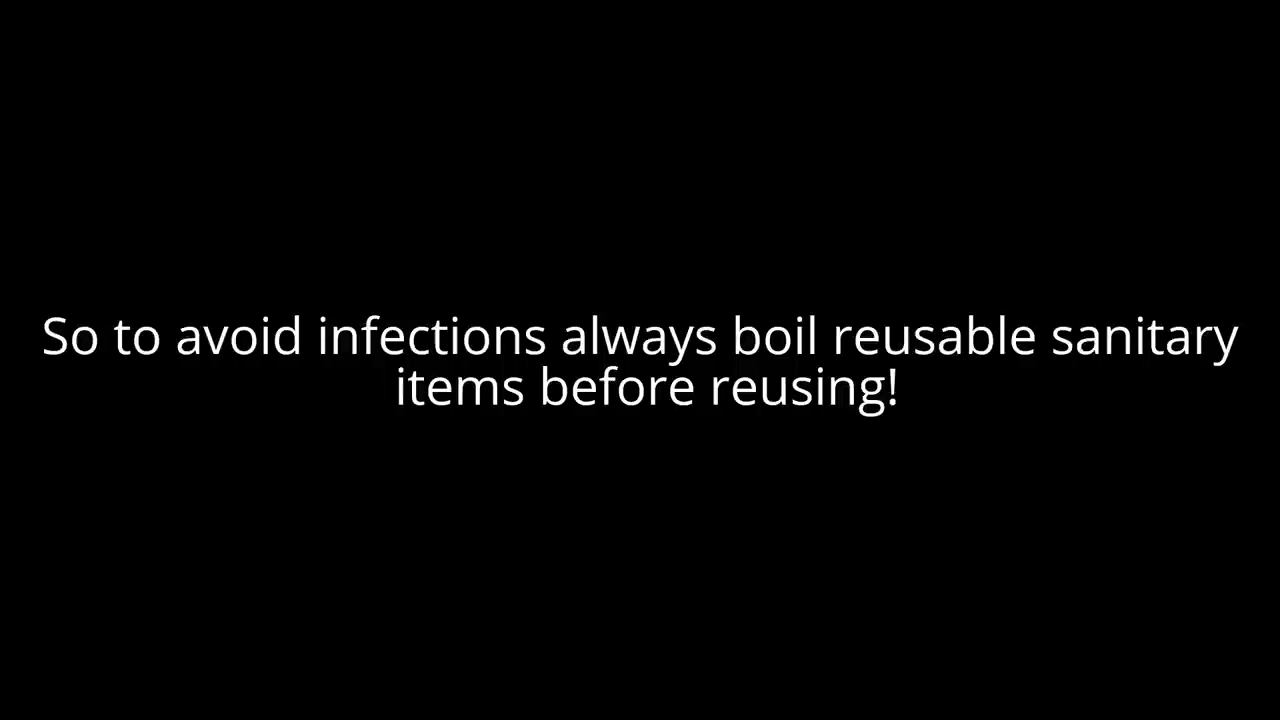 So to avoid infections always boil reusable sanitary
items before reusing!